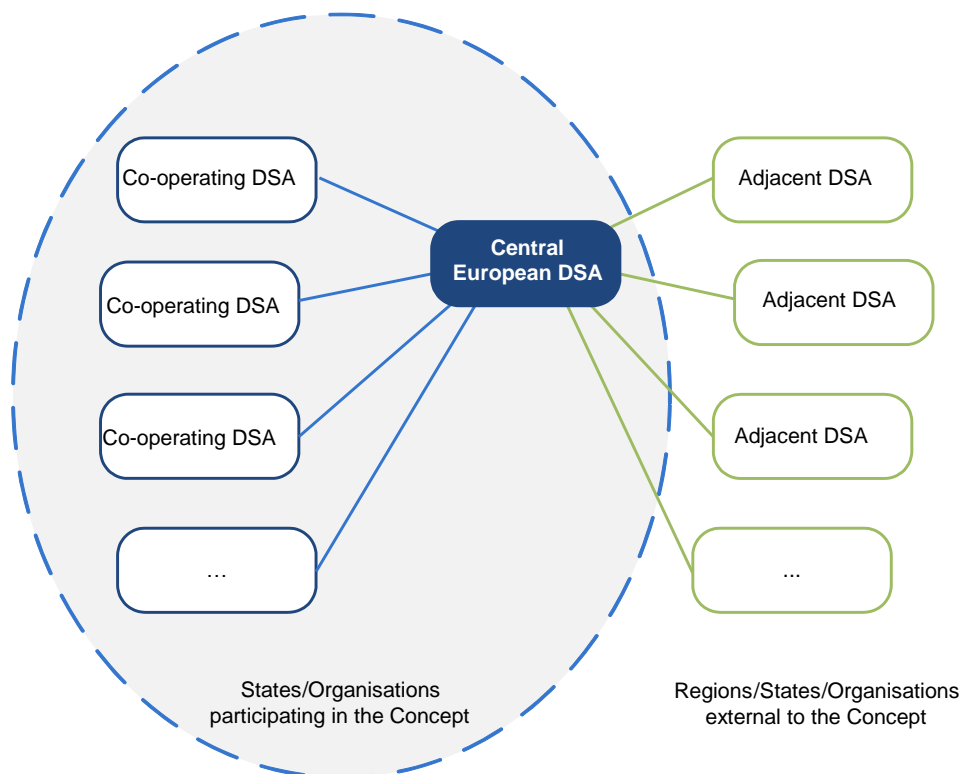 Co-operating DSA
Adjacent DSA
Central
European DSA
Co-operating DSA
Adjacent DSA
Co-operating DSA
Adjacent DSA
…
...
States/Organisations
participating in the Concept
Regions/States/Organisations
external to the Concept